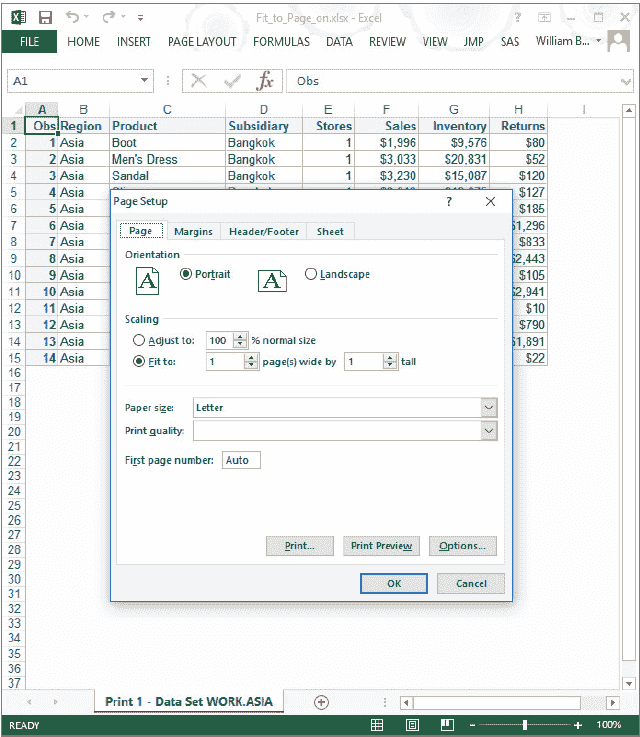 Fit_to_Page_on.xlsx - Excel
FILE HOME INSERT PAGE LAYOUT FORMULAS DATA REVIEW VIEW JMP SAS William B...
A1 fx Obs
A B C D E F G H I
1 Obs Region Product Subsidiary Stores Sales Inventory Returns
2 1 Asia Boot Bangkok 1 $1,996 $9,576 $80
3 2 Asia Men's Dress Bangkok 1 $3,033 $20,831 $52
4 3 Asia Sandal Bangkok 1 $3,230 $15,087 $120
5 4 Asia $127
6 5 Asia $185
7 6 Asia $1,296
8 7 Asia $833
9 8 Asia $2,443
10 9 Asia $105
11 10 Asia $2,941
12 11 Asia $10
13 12 Asia $790
14 13 Asia $1,891
15 14 Asia $22
16
17
18
19
20
21
22
23
24
25
26
27
28
29
30
31
32
33
34
35
36
37
Page Setup ?
Page Margins Header/Footer Sheet
Orientation
A Portrait A Landscape
Scaling
Adjust to: 100 % normal size
Fit to: 1 page(s) wide by 1 tall
Paper size: Letter
Print quality:
First page number: Auto
Print... Print Preview Options...
OK Cancel
Print 1 - Data Set WORK.ASIA
READY 100%